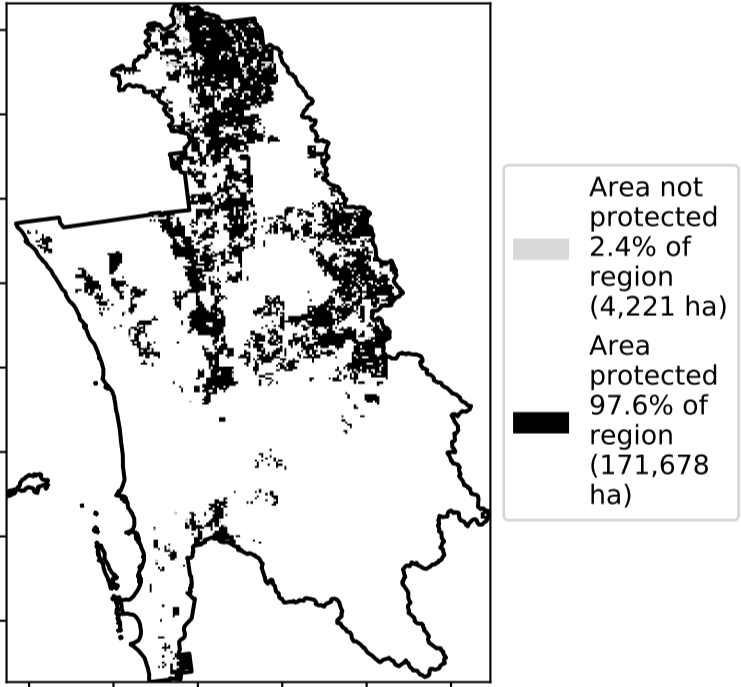 Area not
protected
2.4% of
region
(4,221 ha)
Area
protected
97.6% of
region
(171,678
ha)